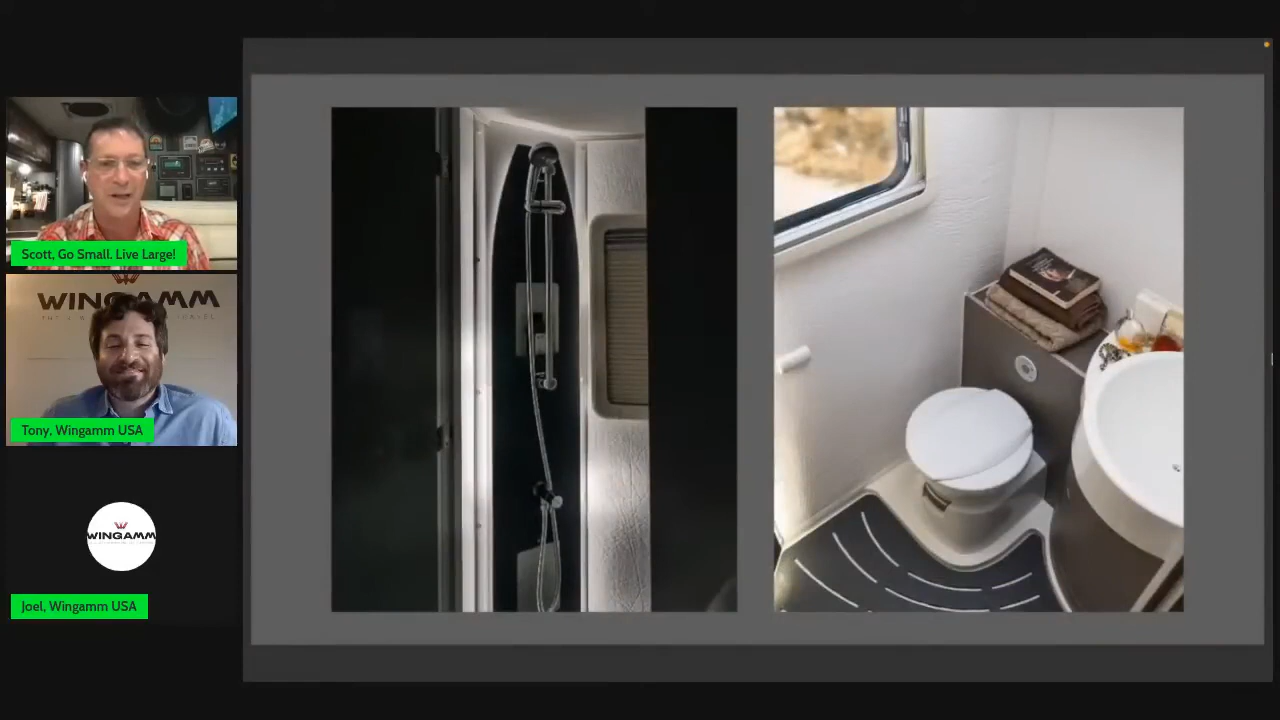 Scott, Go Small. Live Large!
WINGAMM
Tony, Wingamm USA
WINGAMM
Joel, Wingamm USA